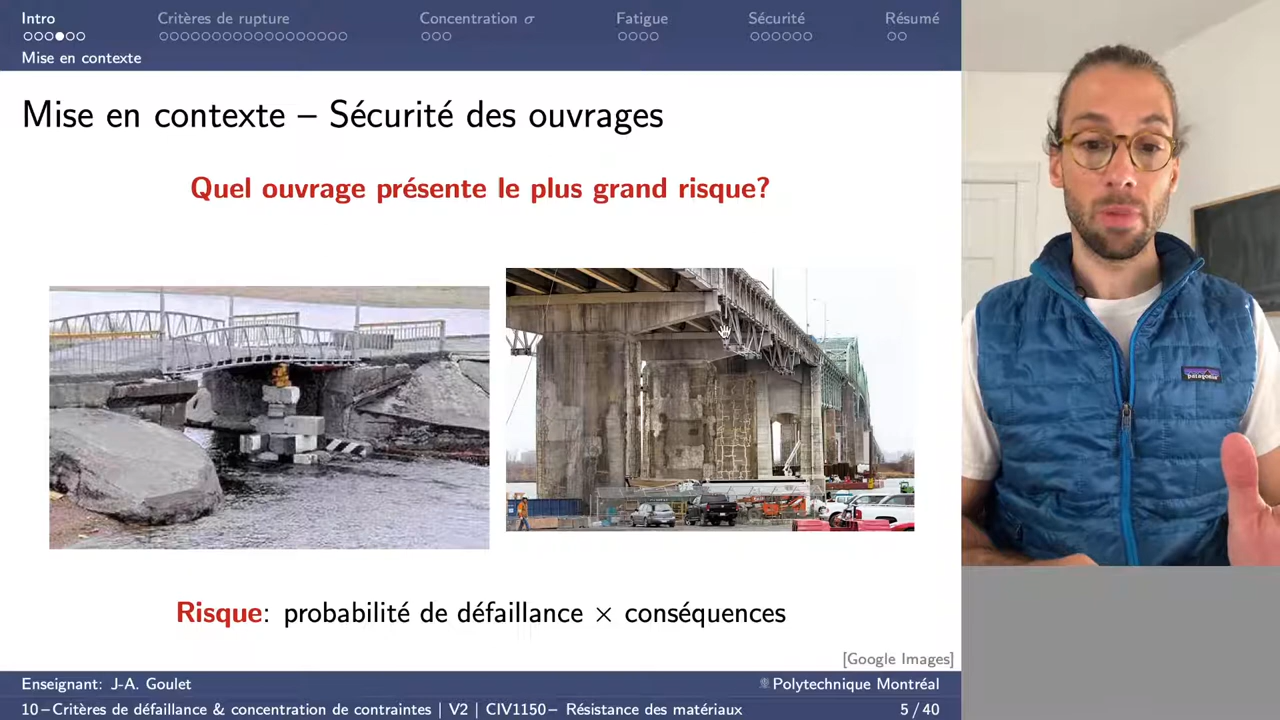 Intro Critères de rupture Concentration σ Fatigue Sécurité Résumé
Mise en contexte
Mise en contexte – Sécurité des ouvrages
Quel ouvrage présente le plus grand risque?
Risque: probabilité de défaillance × conséquences
[Google Images]
Enseignant: J-A. Goulet Polytechnique Montréal
10–Critères de défaillance & concentration de contraintes | V2 | CIV1150– Résistance des matériaux 5 / 40
patagonia